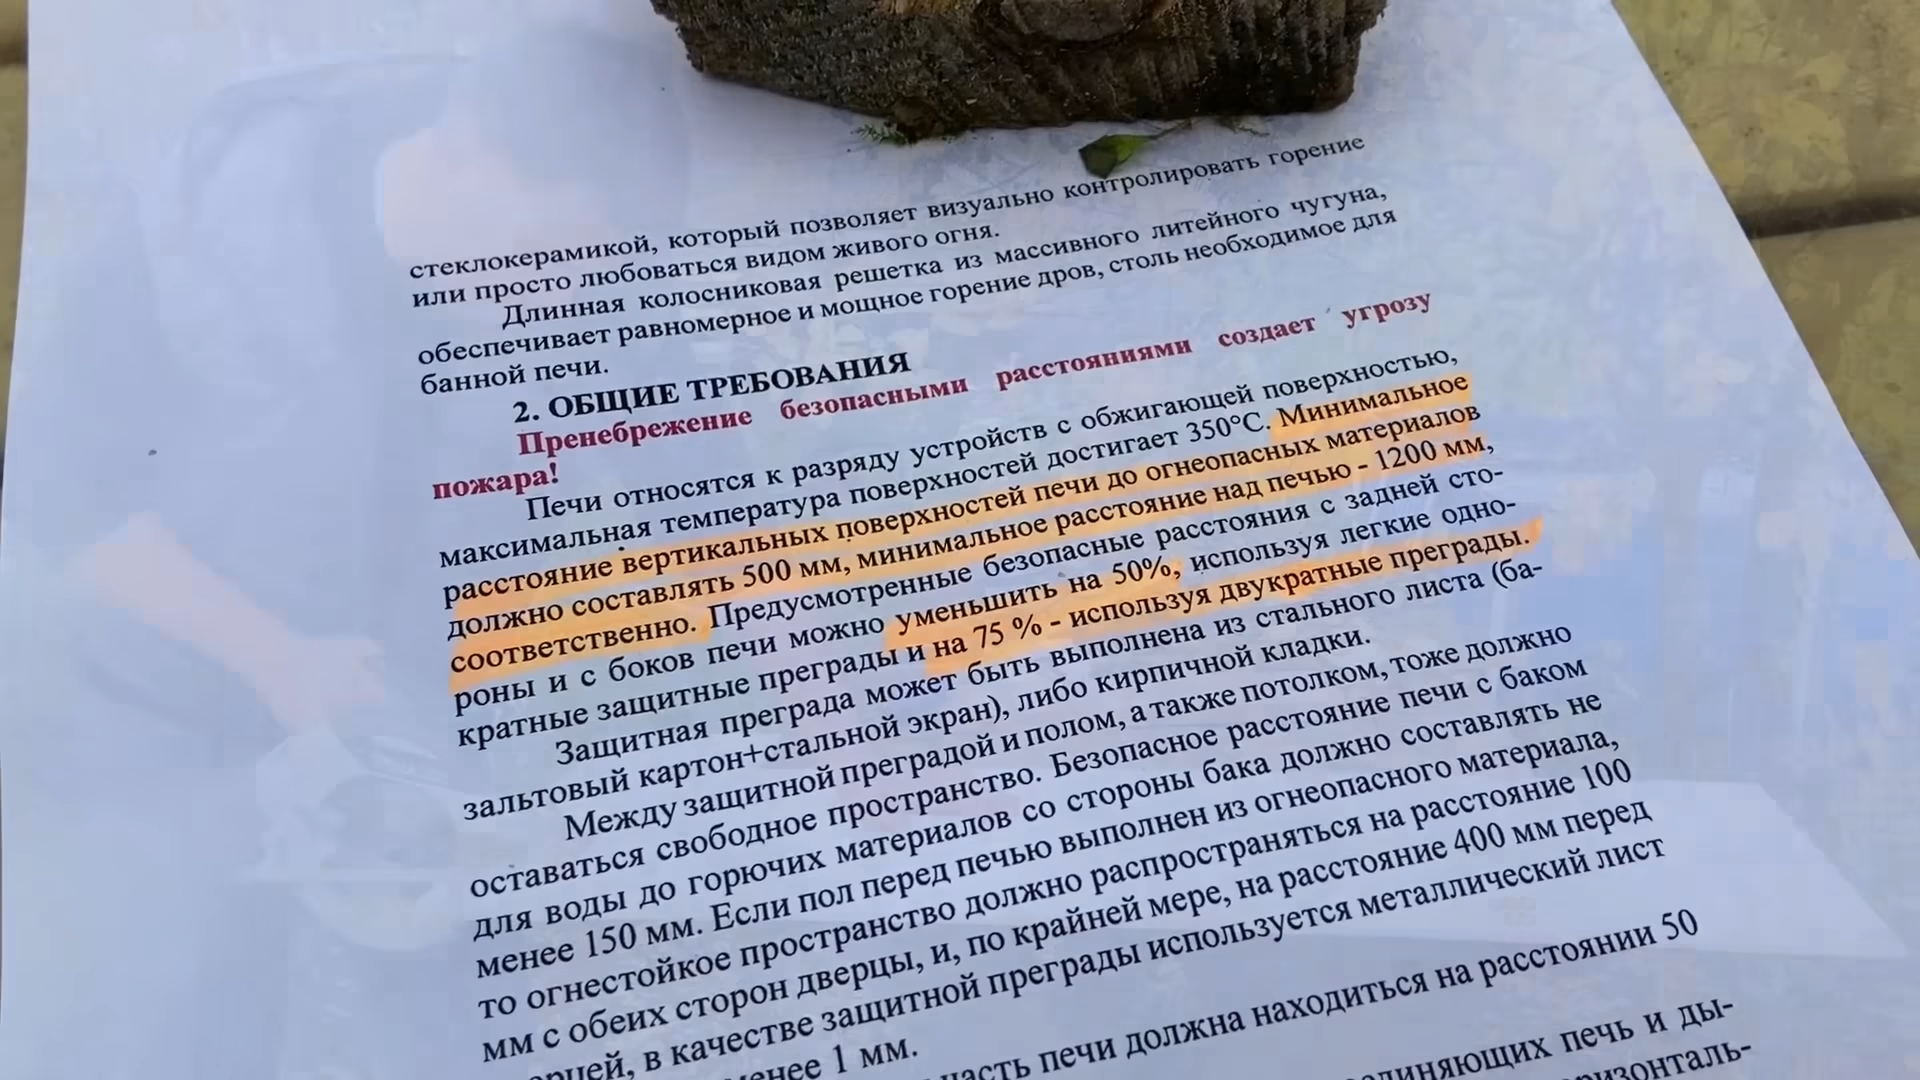 стеклокерамикой, который позволяет визуально контролировать горение
или просто любоваться видом живого огня.
Длинная колосниковая решетка из массивного литейного чугуна,
обеспечивает равномерное и мощное горение дров, столь необходимое для
банной печи.
2. ОБЩИЕ ТРЕБОВАНИЯ
Пренебрежение безопасными расстояниями создает угрозу
пожара!
Печи относятся к разряду устройств с обжигающей поверхностью,
максимальная температура поверхностей достигает 350°С. Минимальное
расстояние вертикальных поверхностей печи до огнеопасных материалов
должно составлять 500 мм, минимальное расстояние над печью - 1200 мм,
соответственно. Предусмотренные безопасные расстояния с задней сто-
роны и с боков печи можно уменьшить на 50%, используя легкие одно-
кратные защитные преграды и на 75 % - используя двукратные преграды.
Защитная преграда может быть выполнена из стального листа (ба-
зальтовый картон+стальной экран), либо кирпичной кладки.
Между защитной преградой и полом, а также потолком, тоже должно
оставаться свободное пространство. Безопасное расстояние печи с баком
для воды до горючих материалов со стороны бака должно составлять не
менее 150 мм. Если пол перед печью выполнен из огнеопасного материала,
то огнестойкое пространство должно распространяться на расстояние 100
мм с обеих сторон дверцы, и, по крайней мере, на расстояние 400 мм перед
в качестве защитной преграды используется металлический лист
1 мм.
печи должна находиться на расстоянии 50
печь и ды-